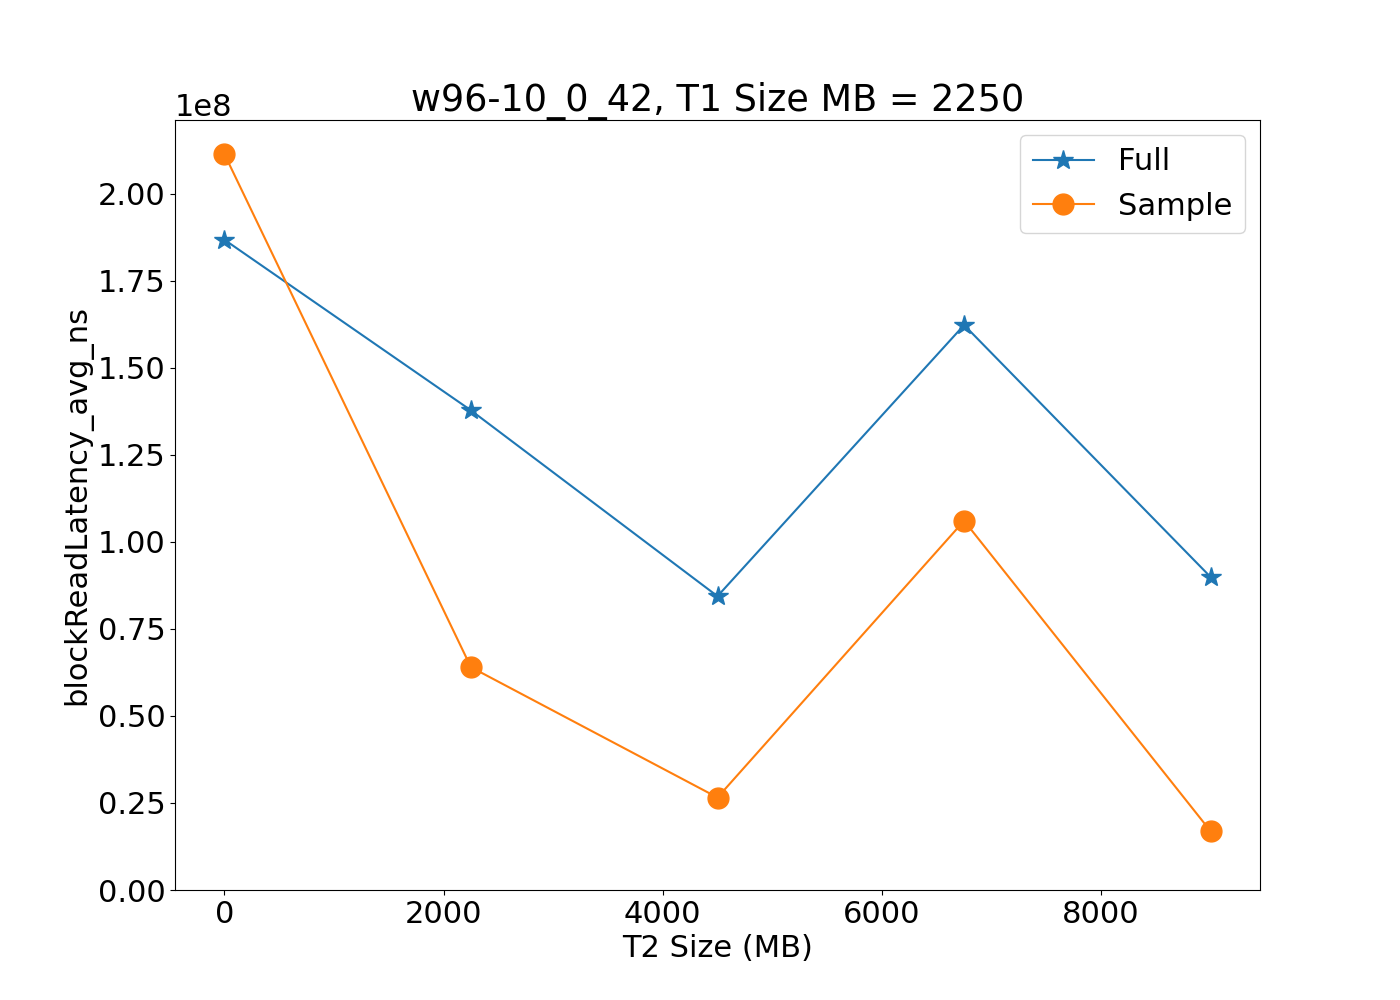 w96-10_0_42, T1 Size MB = 2250
1e8
Full
Sample
2.00
1.75
1.50
1.25
1.00
0.75
0.50
0.25
0.00
blockReadLatency_avg_ns
0 2000 4000 6000 8000
T2 Size (MB)